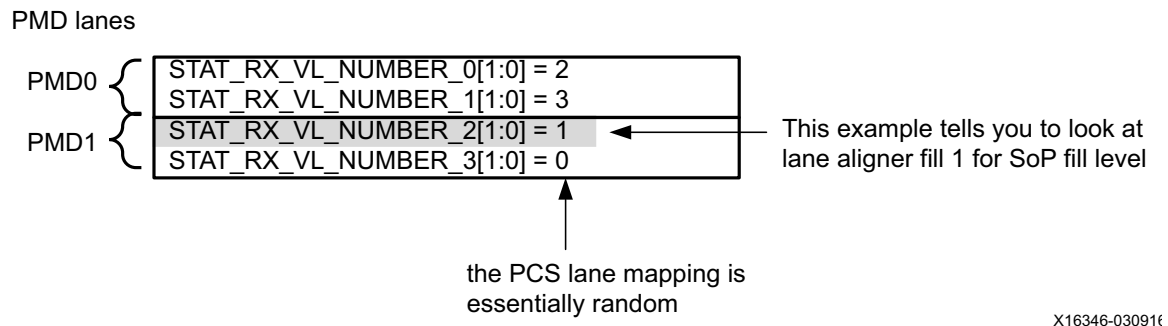 PMD lanes
PMD0
STAT_RX_VL_NUMBER_0[1:0] = 2
STAT_RX_VL_NUMBER_1[1:0] = 3
PMD1
STAT_RX_VL_NUMBER_2[1:0] = 1
STAT_RX_VL_NUMBER_3[1:0] = 0
This example tells you to look at
lane aligner fill 1 for SoP fill level
the PCS lane mapping is
essentially random
X16346-030916